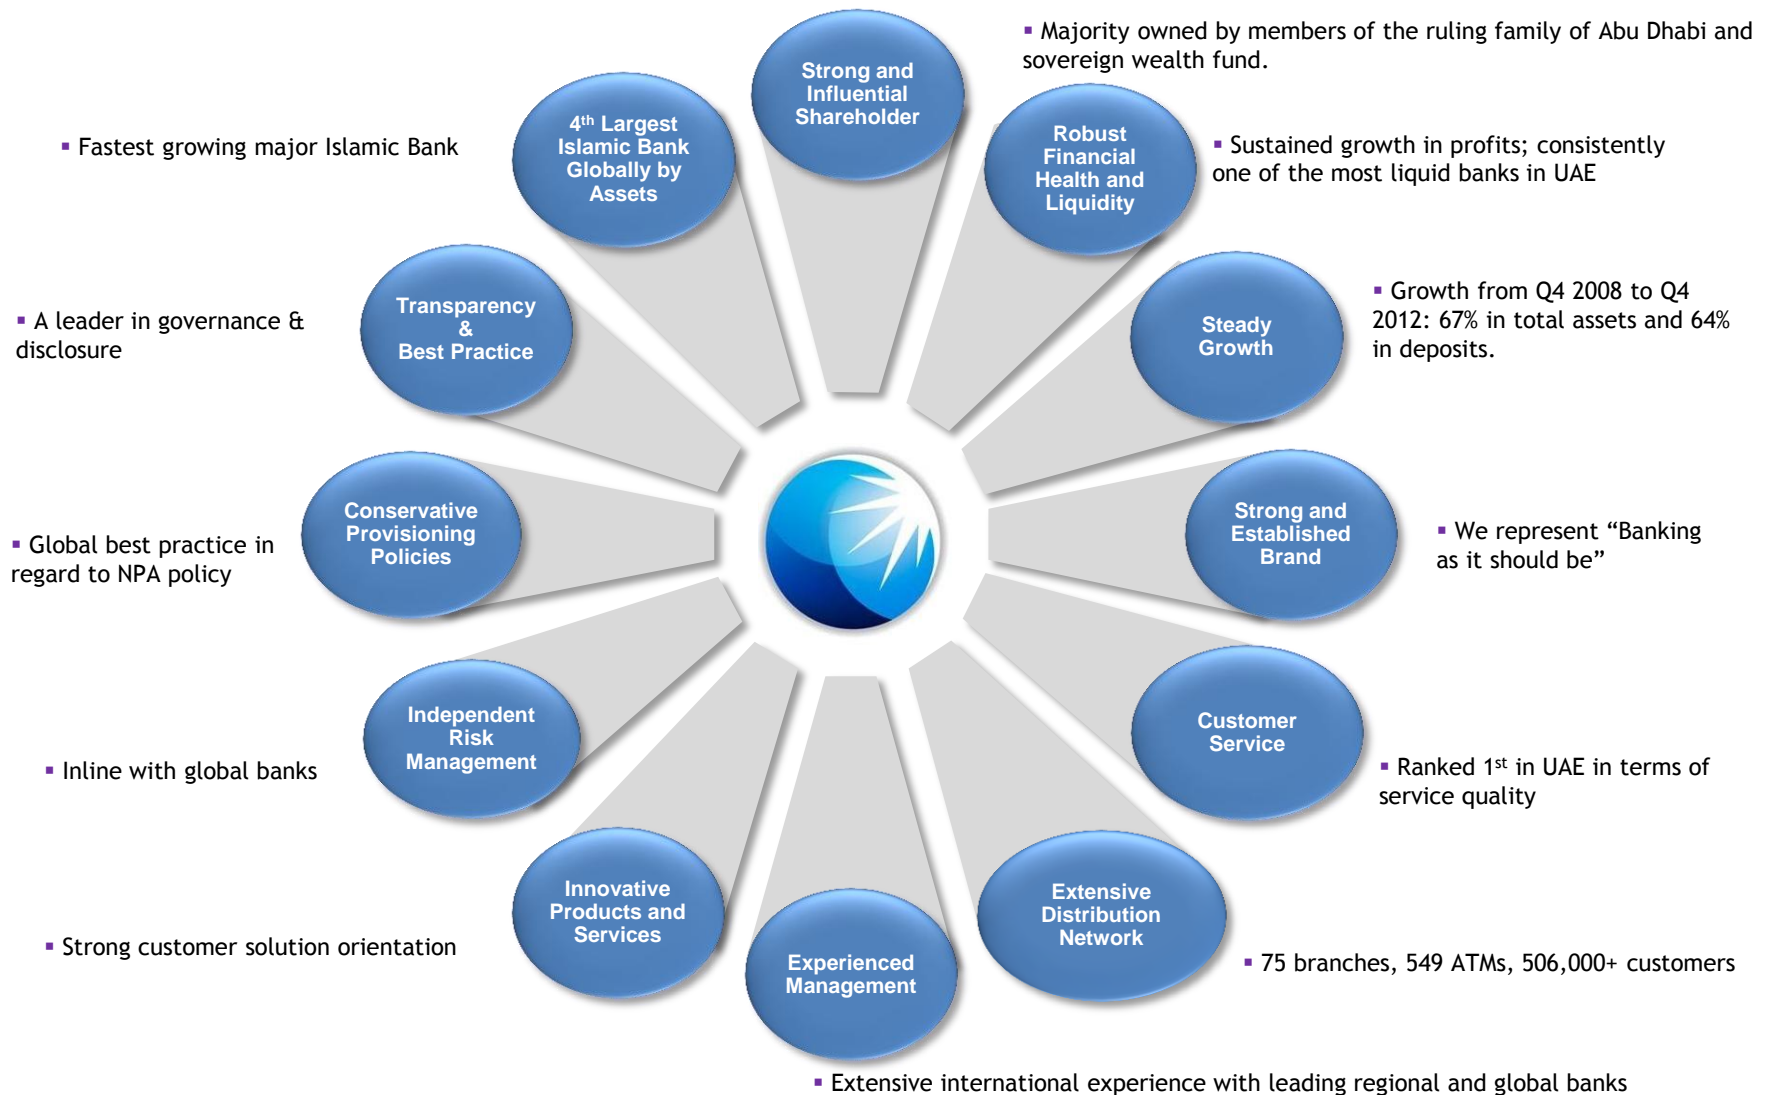 Strong and
Influential
Shareholder
▪ Majority owned by members of the ruling family of Abu Dhabi and
sovereign wealth fund.
Robust
Financial
Health and
Liquidity
▪ Sustained growth in profits; consistently
one of the most liquid banks in UAE
Steady
Growth
▪ Growth from Q4 2008 to Q4
2012: 67% in total assets and 64%
in deposits.
Strong and
Established
Brand
▪ We represent “Banking
as it should be”
Customer
Service
▪ Ranked 1st in UAE in terms of
service quality
Extensive
Distribution
Network
▪ 75 branches, 549 ATMs, 506,000+ customers
Experienced
Management
▪ Extensive international experience with leading regional and global banks
Innovative
Products and
Services
▪ Strong customer solution orientation
Independent
Risk
Management
▪ Inline with global banks
Conservative
Provisioning
Policies
▪ Global best practice in
regard to NPA policy
Transparency
&
Best Practice
▪ A leader in governance &
disclosure
4th Largest
Islamic Bank
Globally by
Assets
▪ Fastest growing major Islamic Bank